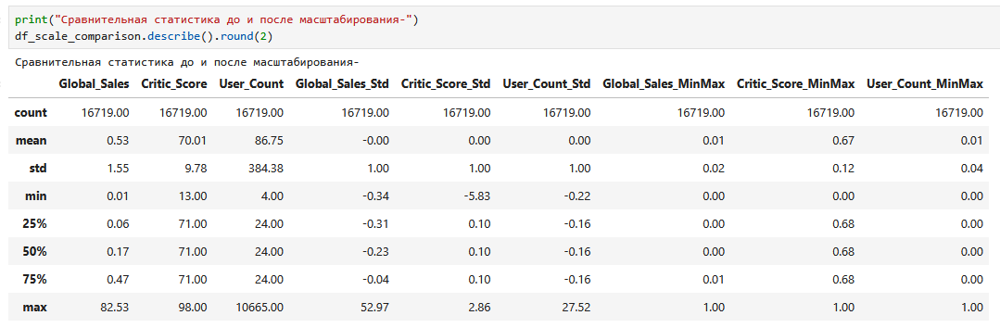 print("Сравнительная статистика до и после масштабирования-")
df_scale_comparison.describe().round(2)
Сравнительная статистика до и после масштабирования-
Global_Sales Critic_Score User_Count Global_Sales_Std Critic_Score_Std User_Count_Std Global_Sales_MinMax Critic_Score_MinMax User_Count_MinMax
count 16719.00 16719.00 16719.00 16719.00 16719.00 16719.00 16719.00 16719.00 16719.00
mean 0.53 70.01 86.75 -0.00 0.00 0.00 0.01 0.67 0.01
std 1.55 9.78 384.38 1.00 1.00 1.00 0.02 0.12 0.04
min 0.01 13.00 4.00 -0.34 -5.83 -0.22 0.00 0.00 0.00
25% 0.06 71.00 24.00 -0.31 0.10 -0.16 0.00 0.68 0.00
50% 0.17 71.00 24.00 -0.23 0.10 -0.16 0.00 0.68 0.00
75% 0.47 71.00 24.00 -0.04 0.10 -0.16 0.01 0.68 0.00
max 82.53 98.00 10665.00 52.97 2.86 27.52 1.00 1.00 1.00